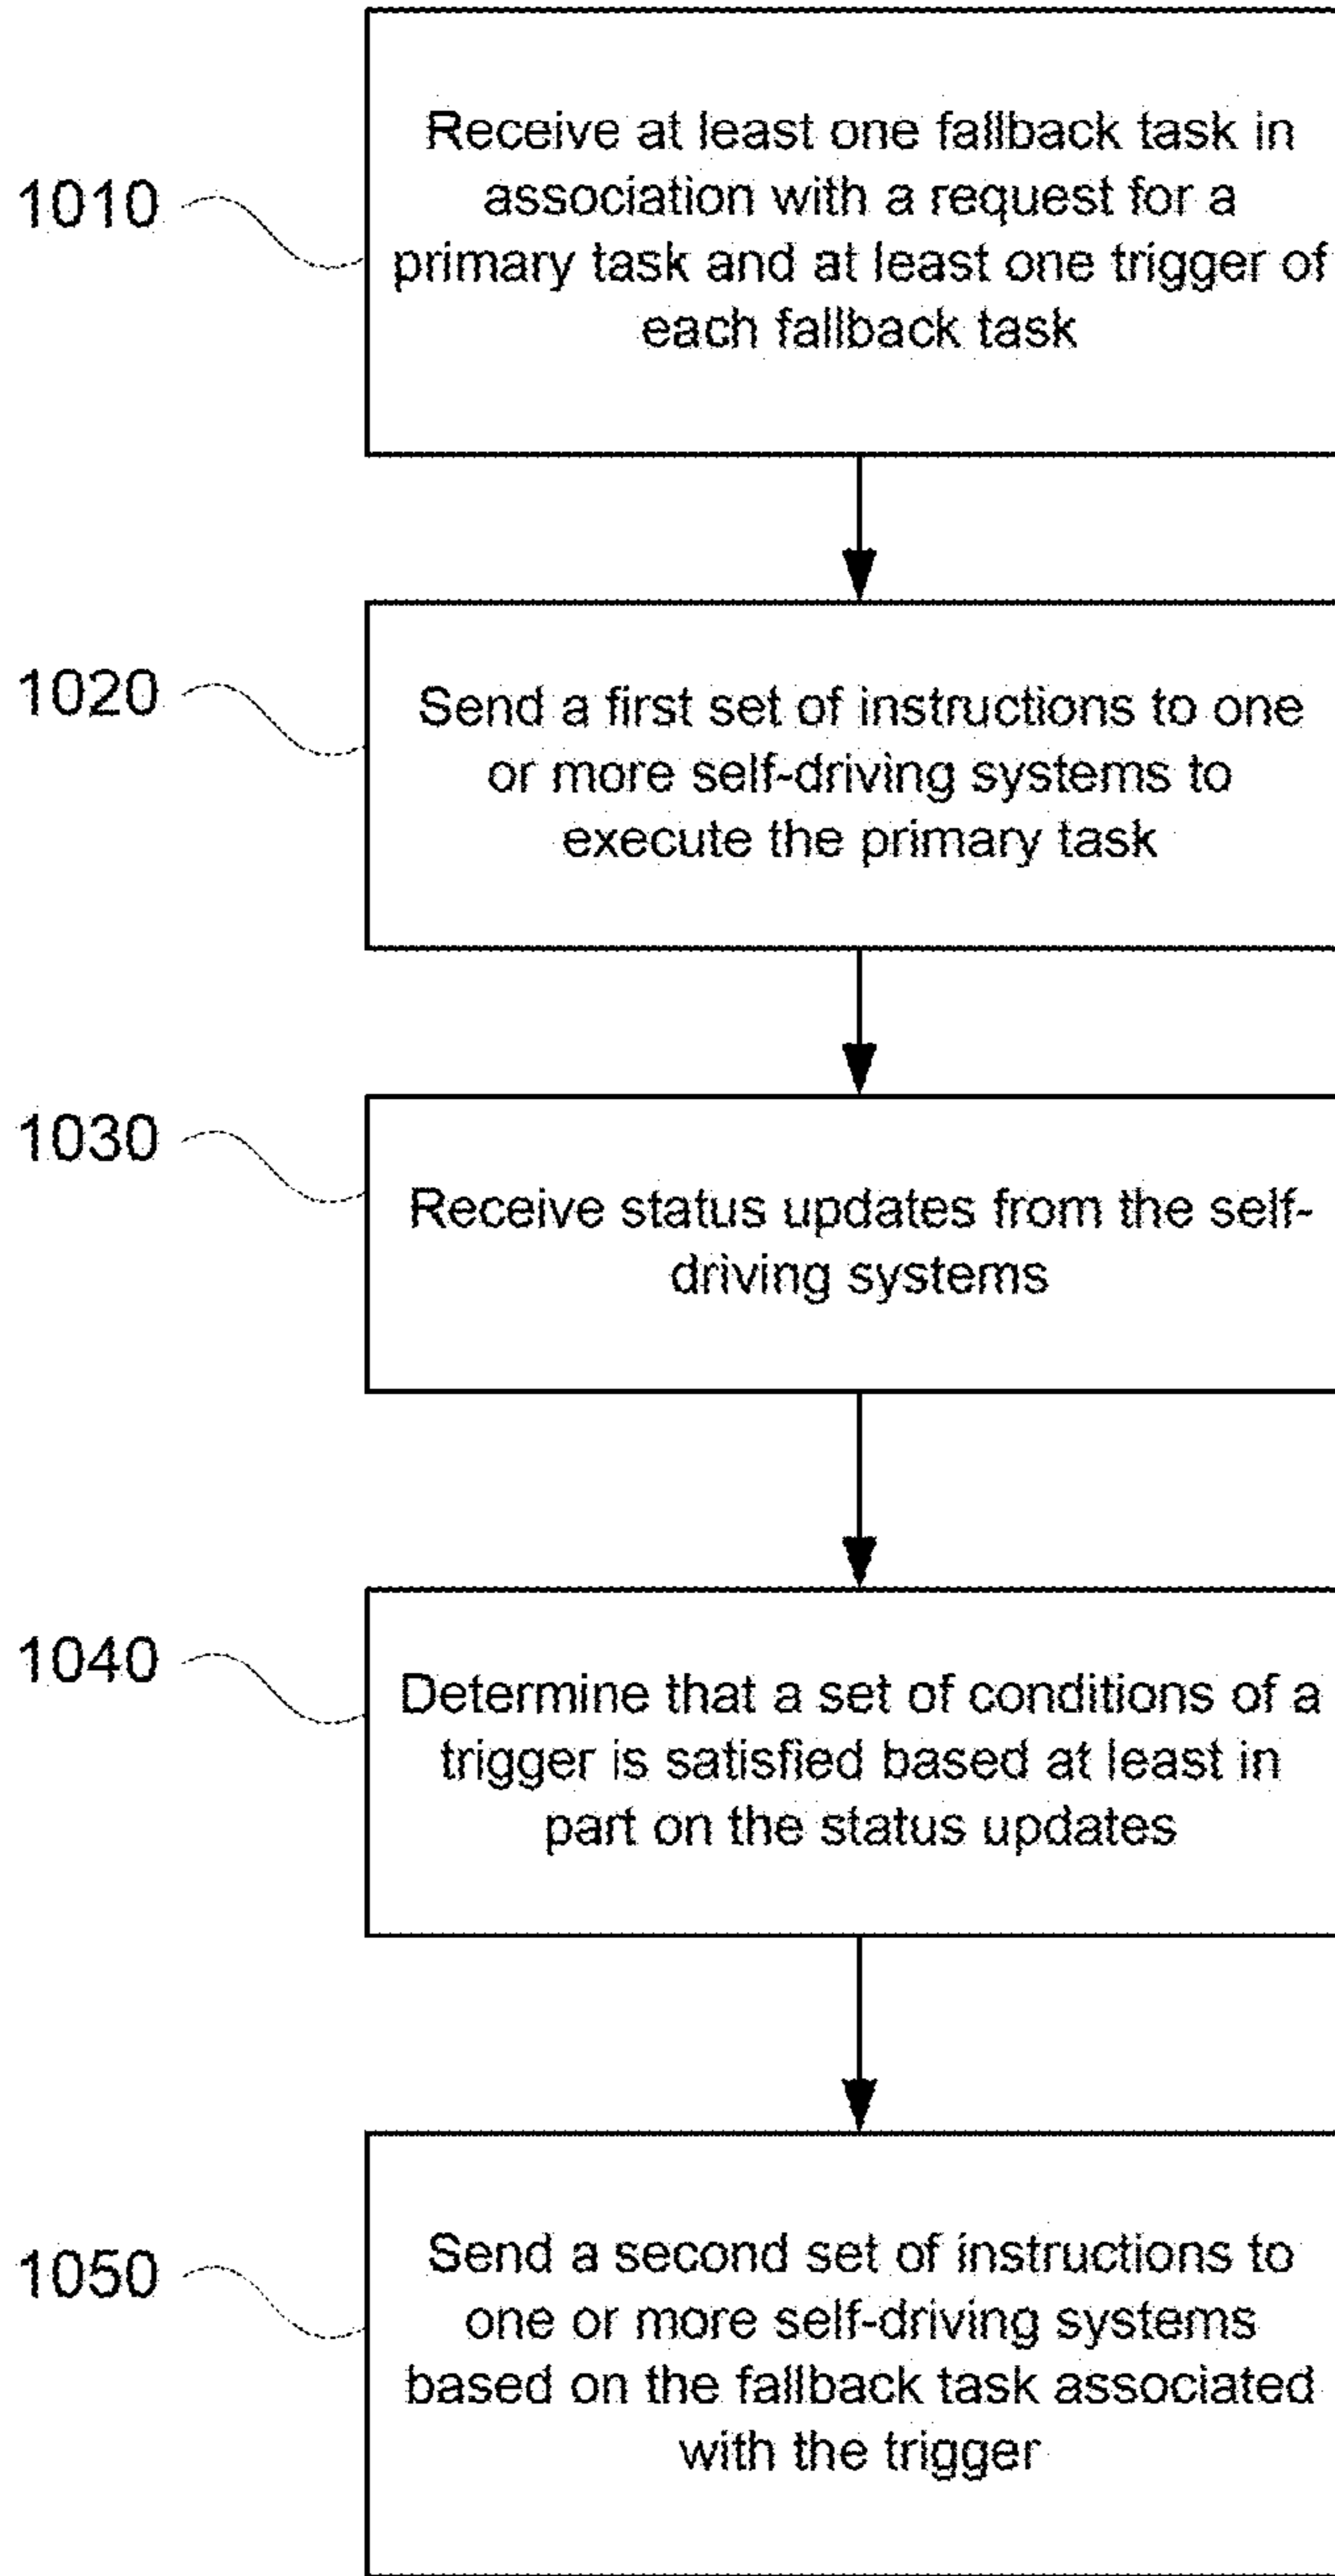 1010
Receive at least one fallback task in
association with a request for a
primary task and at least one trigger of
each fallback task
1020
Send a first set of instructions to one
or more self-driving systems to
execute the primary task
1030
Receive status updates from the self-
driving systems
1040
Determine that a set of conditions of a
trigger is satisfied based at least in
part on the status updates
1050
Send a second set of instructions to
one or more self-driving systems
based on the fallback task associated
with the trigger